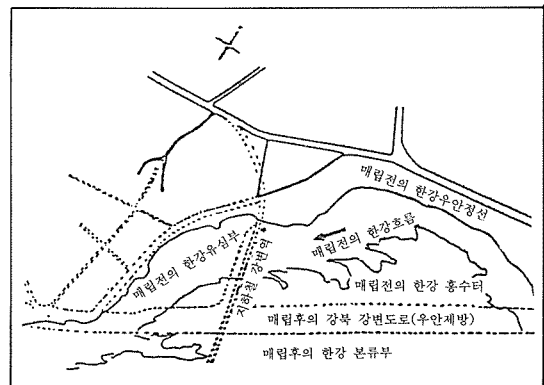 매립전의 한강우안정선
매립전의 한강흐름
매립전의 한강유심부
지하철 강변역
매립전의 한강 홍수터
매립후의 강북 강변도로(우안제방)
매립후의 한강 본류부